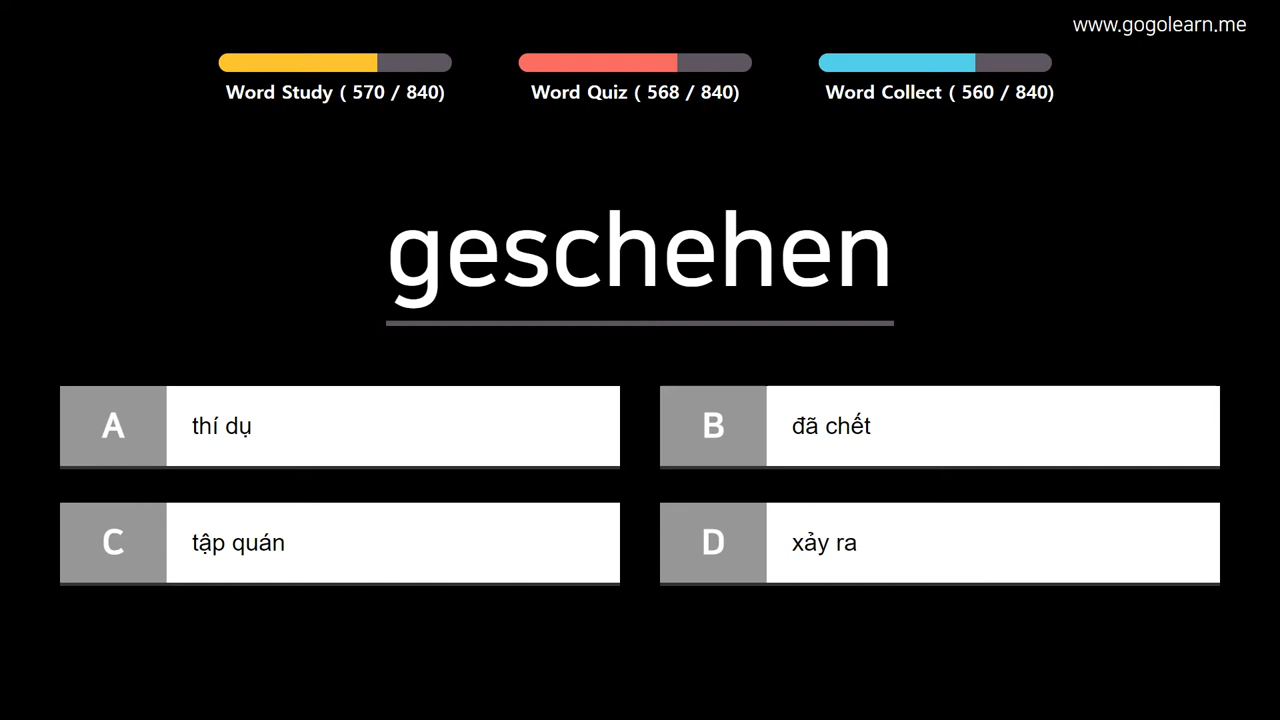 www.gogolearn.me
Word Study ( 570 / 840)
Word Quiz ( 568 / 840)
Word Collect ( 560 / 840)
geschehen
A thí dụ
B đã chết
C tập quán
D xảy ra